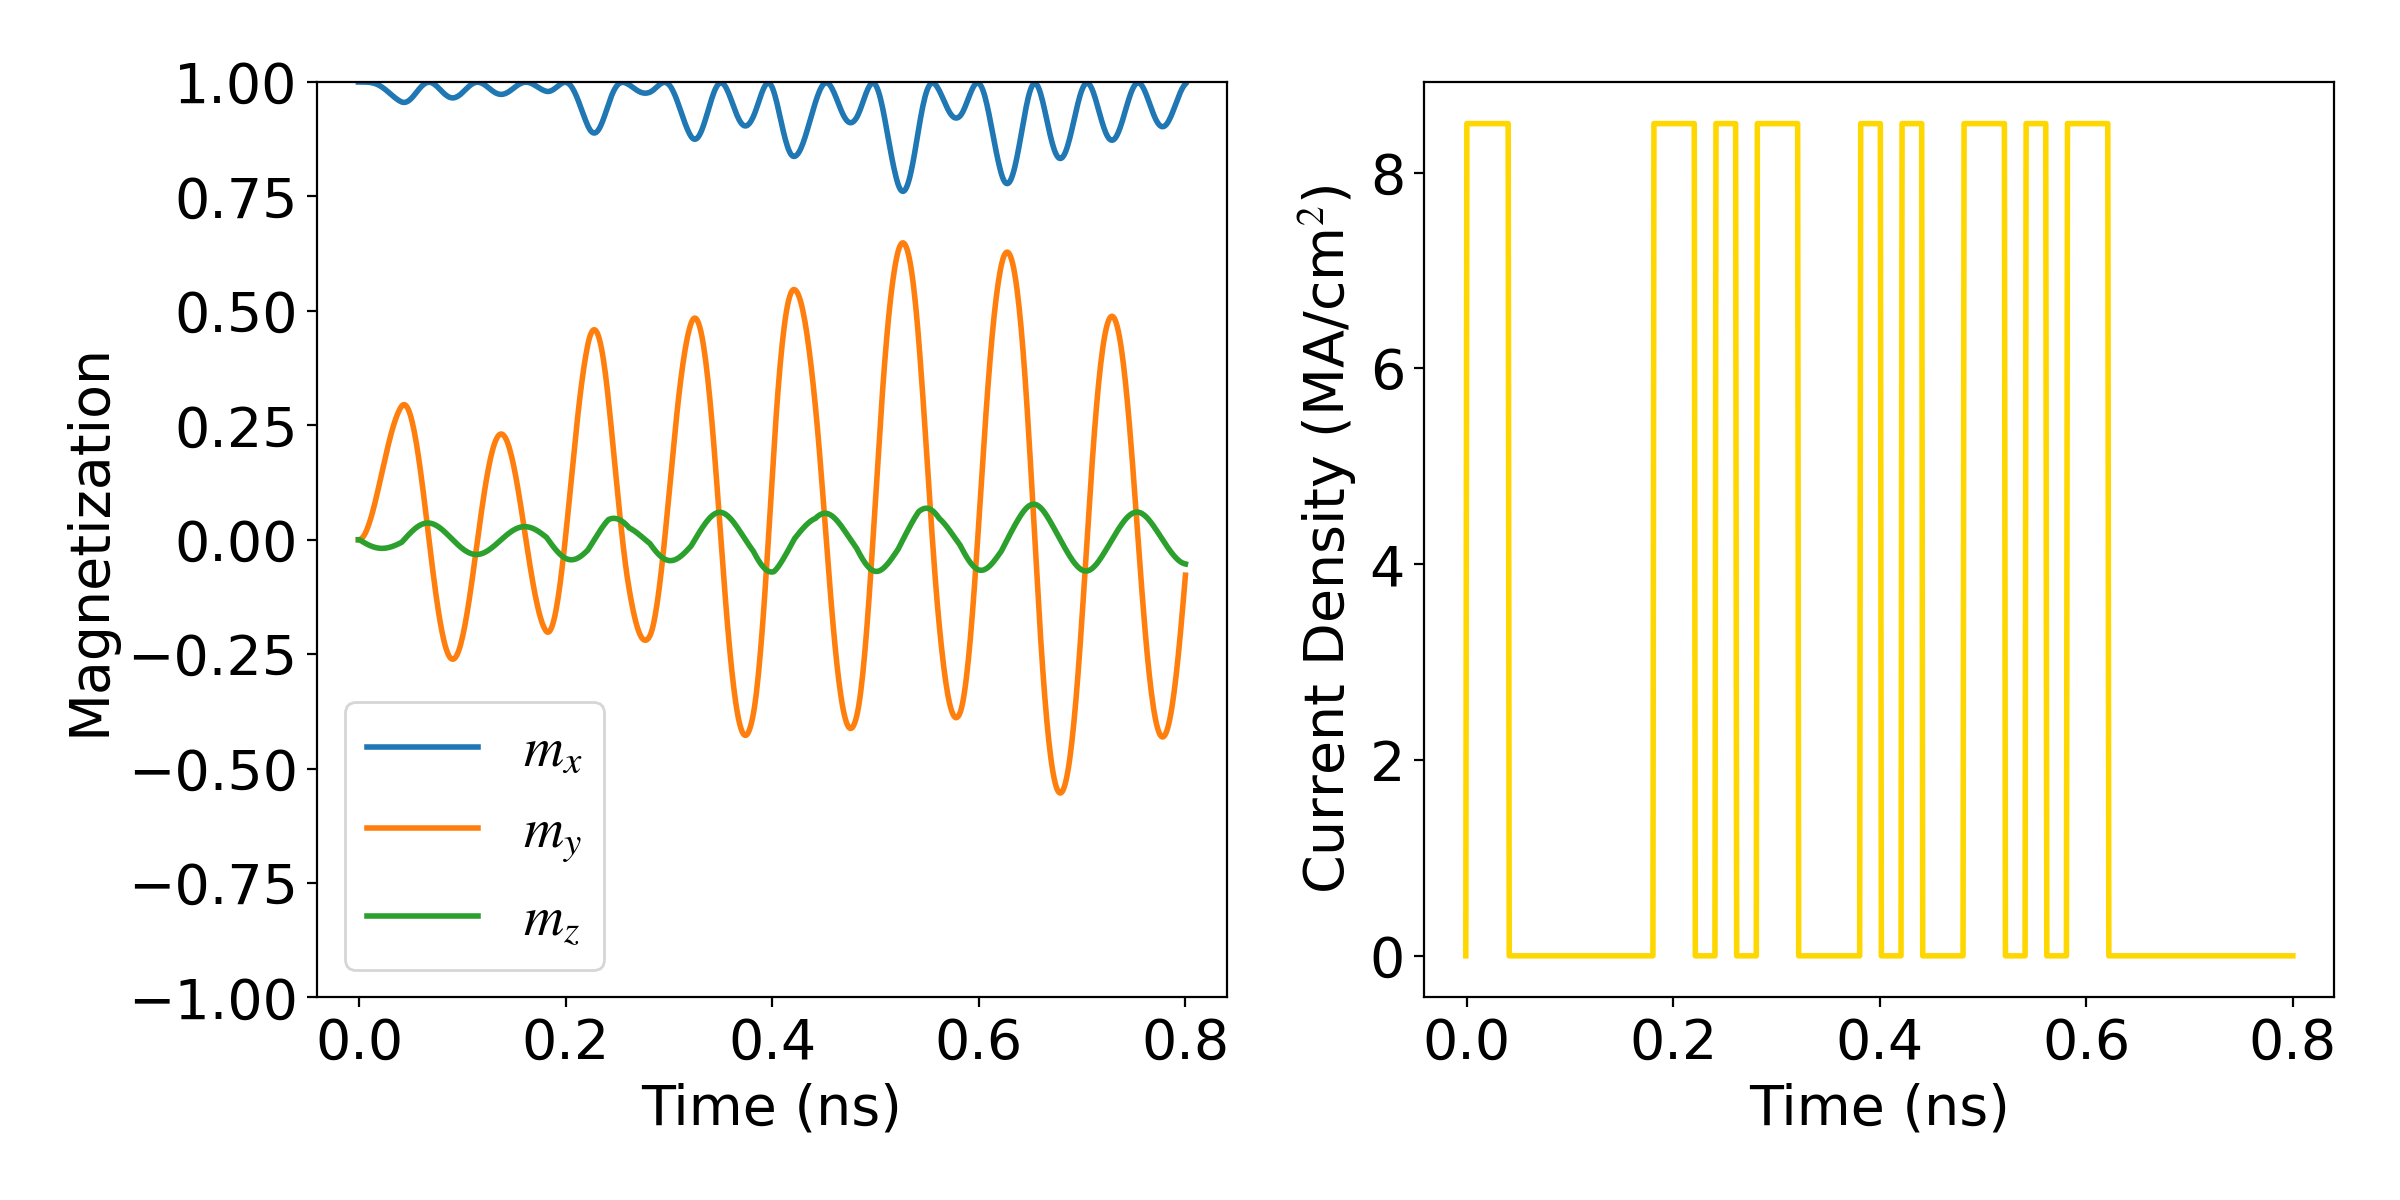 1.00
0.75
0.50
0.25
0.00
−0.25
−0.50
−0.75
−1.00
Magnetization
m_x
m_y
m_z
0.0 0.2 0.4 0.6 0.8
Time (ns)
8
6
4
2
0
Current Density (MA/cm²)
0.0 0.2 0.4 0.6 0.8
Time (ns)